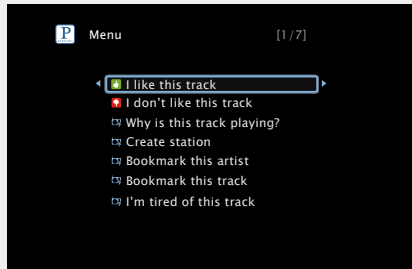 P Menu [1/7]
I like this track
I don't like this track
Why is this track playing?
Create station
Bookmark this artist
Bookmark this track
I'm tired of this track